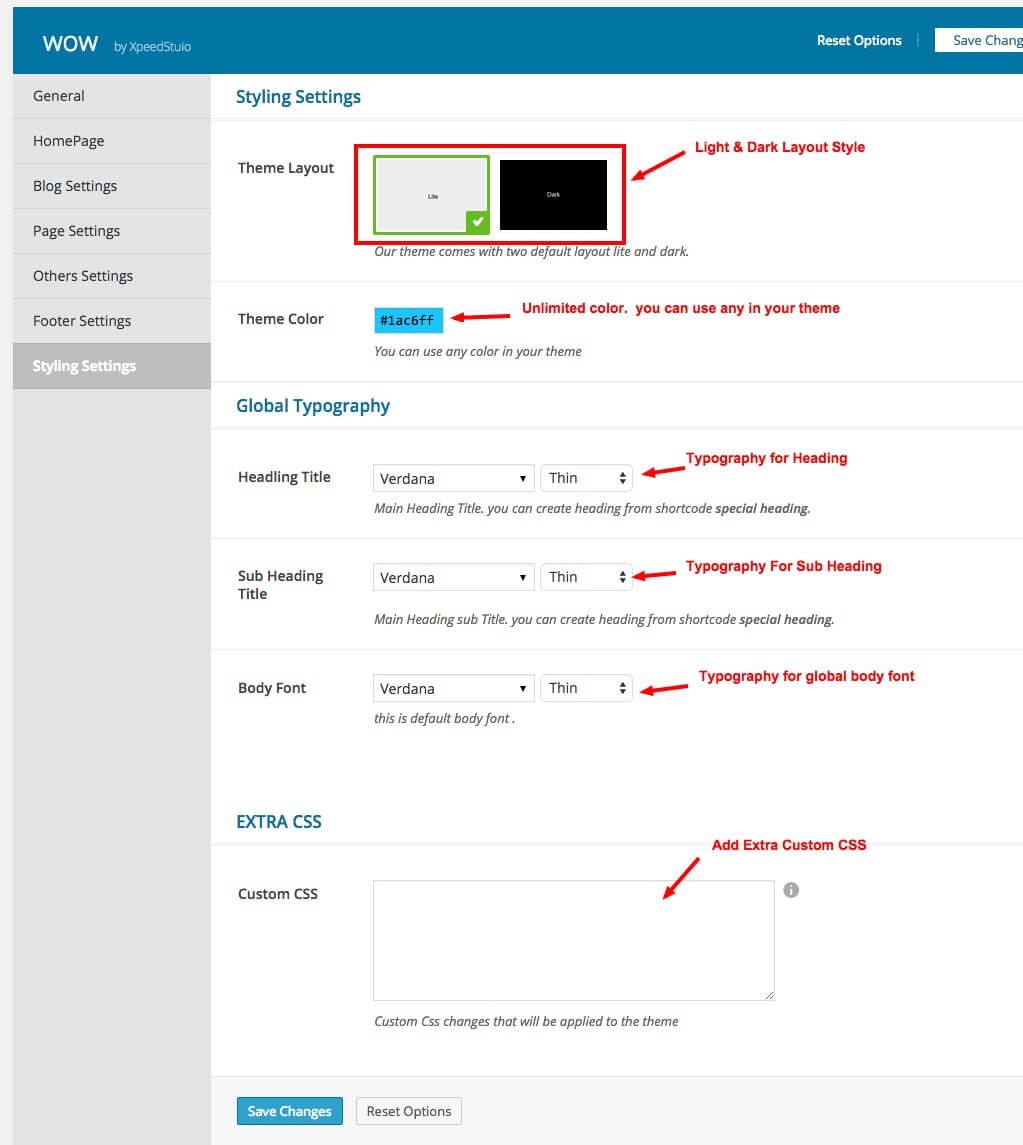 WOW by XpeedStuio
Reset Options
Save Chang
General
HomePage
Blog Settings
Page Settings
Others Settings
Footer Settings
Styling Settings
Styling Settings
Light & Dark Layout Style
Theme Layout
Lite
Dark
Our theme comes with two default layout lite and dark.
Theme Color
#1ac6ff
Unlimited color. you can use any in your theme
You can use any color in your theme
Global Typography
Typography for Heading
Headling Title
Verdana
Thin
Main Heading Title. you can create heading from shortcode special heading.
Typography For Sub Heading
Sub Heading
Title
Verdana
Thin
Main Heading sub Title. you can create heading from shortcode special heading.
Typography for global body font
Body Font
Verdana
Thin
this is default body font .
EXTRA CSS
Add Extra Custom CSS
Custom CSS
Custom Css changes that will be applied to the theme
Save Changes
Reset Options